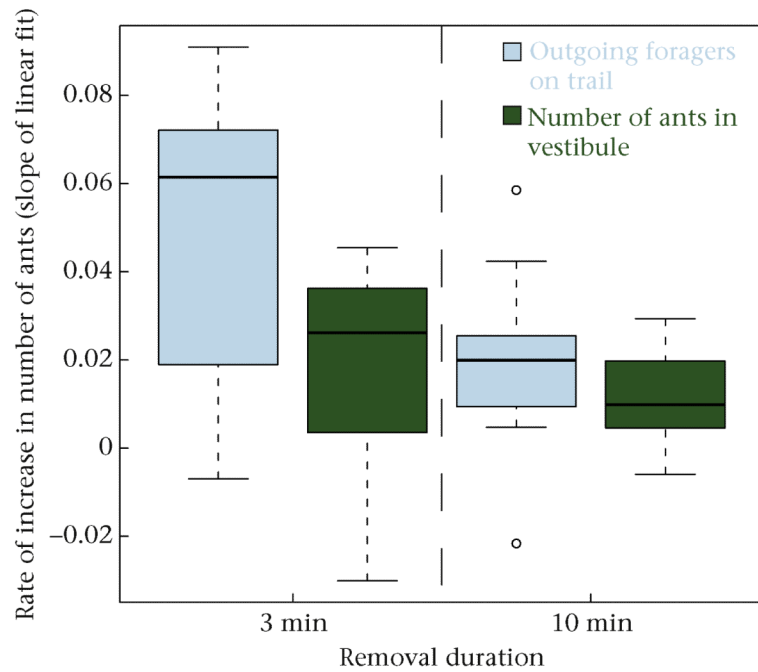 Rate of increase in number of ants (slope of linear fit)
0.08
0.06
0.04
0.02
0
−0.02
Outgoing foragers
on trail
Number of ants in
vestibule
3 min
10 min
Removal duration